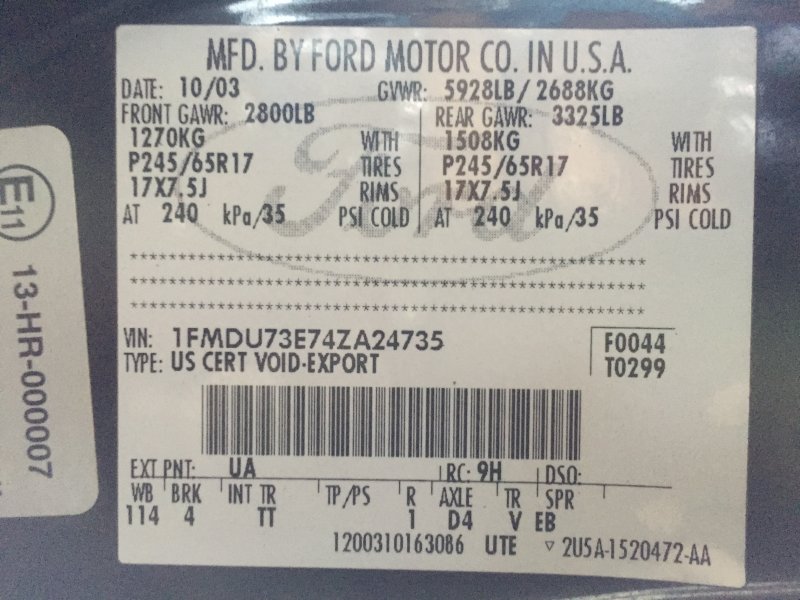 MFD. BY FORD MOTOR CO. IN U.S.A.
DATE: 10/03 GVWR: 5928LB/ 2688KG
FRONT GAWR: 2800LB REAR GAWR: 3325LB
1270KG WITH 1508KG WITH
P245/65R17 TIRES P245/65R17 TIRES
17X7.5J RIMS 17X7.5J RIMS
AT 240 kPa/35 PSI COLD AT 240 kPa/35 PSI COLD
Ford
****************************************************
****************************************************
****************************************************
VIN: 1FMDU73E74ZA24735 F0044
TYPE: US CERT VOID-EXPORT T0299
EXT PNT: UA RC: 9H DSO:
WB BRK INT TR TP/PS R AXLE TR SPR
114 4 TT 1 D4 V EB
1200310163086 UTE ▽ 2U5A-1520472-AA
E11
13-HR-000007